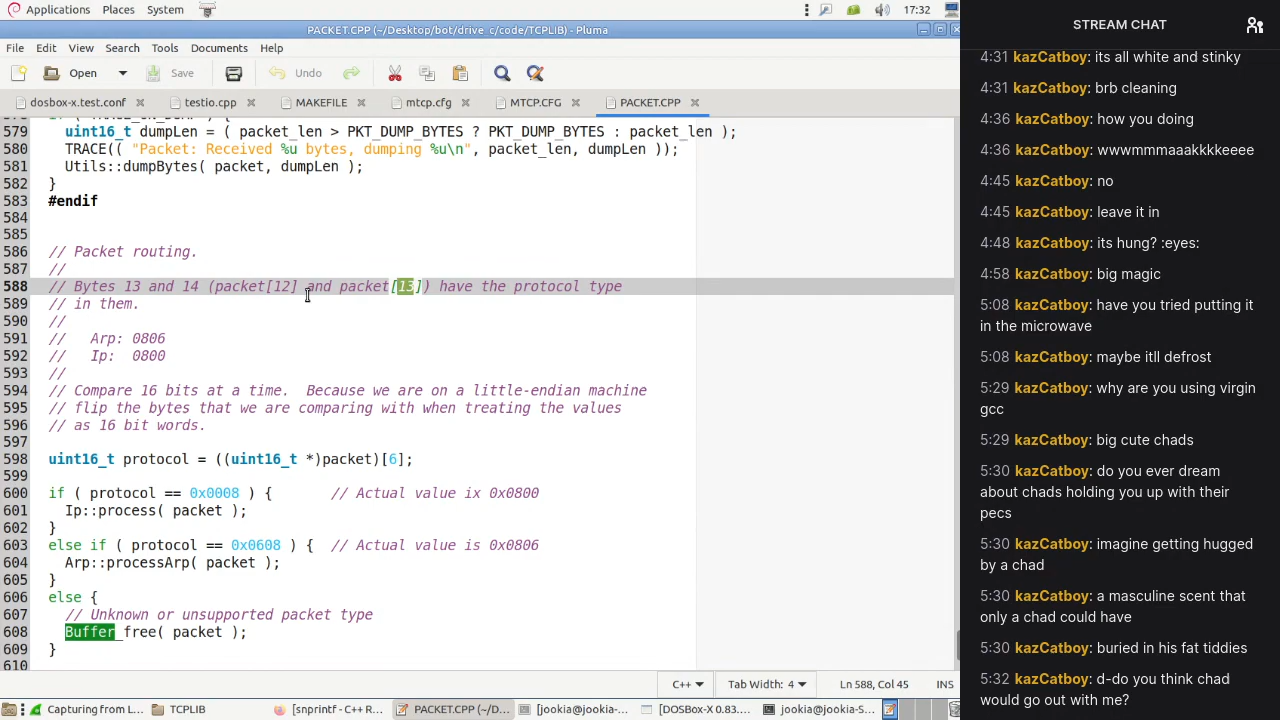 Applications Places System 17:32
PACKET.CPP (~/Desktop/bot/drive_c/code/TCPLIB) - Pluma
File Edit View Search Tools Documents Help
Open Save Undo
dosbox-x.test.conf testio.cpp MAKEFILE mtcp.cfg MTCP.CFG PACKET.CPP
579 uint16_t dumpLen = ( packet_len > PKT_DUMP_BYTES ? PKT_DUMP_BYTES : packet_len );
580 TRACE(( "Packet: Received %u bytes, dumping %u\n", packet_len, dumpLen ));
581 Utils::dumpBytes( packet, dumpLen );
582 }
583 #endif
584
585
586 // Packet routing.
587 //
588 // Bytes 13 and 14 (packet[12] and packet[13]) have the protocol type
589 // in them.
590 //
591 // Arp: 0806
592 // Ip: 0800
593 //
594 // Compare 16 bits at a time. Because we are on a little-endian machine
595 // flip the bytes that we are comparing with when treating the values
596 // as 16 bit words.
597
598 uint16_t protocol = ((uint16_t *)packet)[6];
599
600 if ( protocol == 0x0008 ) { // Actual value ix 0x0800
601 Ip::process( packet );
602 }
603 else if ( protocol == 0x0608 ) { // Actual value is 0x0806
604 Arp::processArp( packet );
605 }
606 else {
607 // Unknown or unsupported packet type
608 Buffer_free( packet );
609 }
610
C++ Tab Width: 4 Ln 588, Col 45 INS
Capturing from L... TCPLIB [snprintf - C++ R... PACKET.CPP (~/D... [jookia@jookia-... [DOSBox-X 0.83.... jookia@jookia-S...
STREAM CHAT
4:31 kazCatboy: its all white and stinky
4:31 kazCatboy: brb cleaning
4:36 kazCatboy: how you doing
4:36 kazCatboy: wwwmmmaaakkkkeeee
4:45 kazCatboy: no
4:45 kazCatboy: leave it in
4:48 kazCatboy: its hung? :eyes:
4:58 kazCatboy: big magic
5:08 kazCatboy: have you tried putting it
in the microwave
5:08 kazCatboy: maybe itll defrost
5:29 kazCatboy: why are you using virgin
gcc
5:29 kazCatboy: big cute chads
5:30 kazCatboy: do you ever dream
about chads holding you up with their
pecs
5:30 kazCatboy: imagine getting hugged
by a chad
5:30 kazCatboy: a masculine scent that
only a chad could have
5:30 kazCatboy: buried in his fat tiddies
5:32 kazCatboy: d-do you think chad
would go out with me?